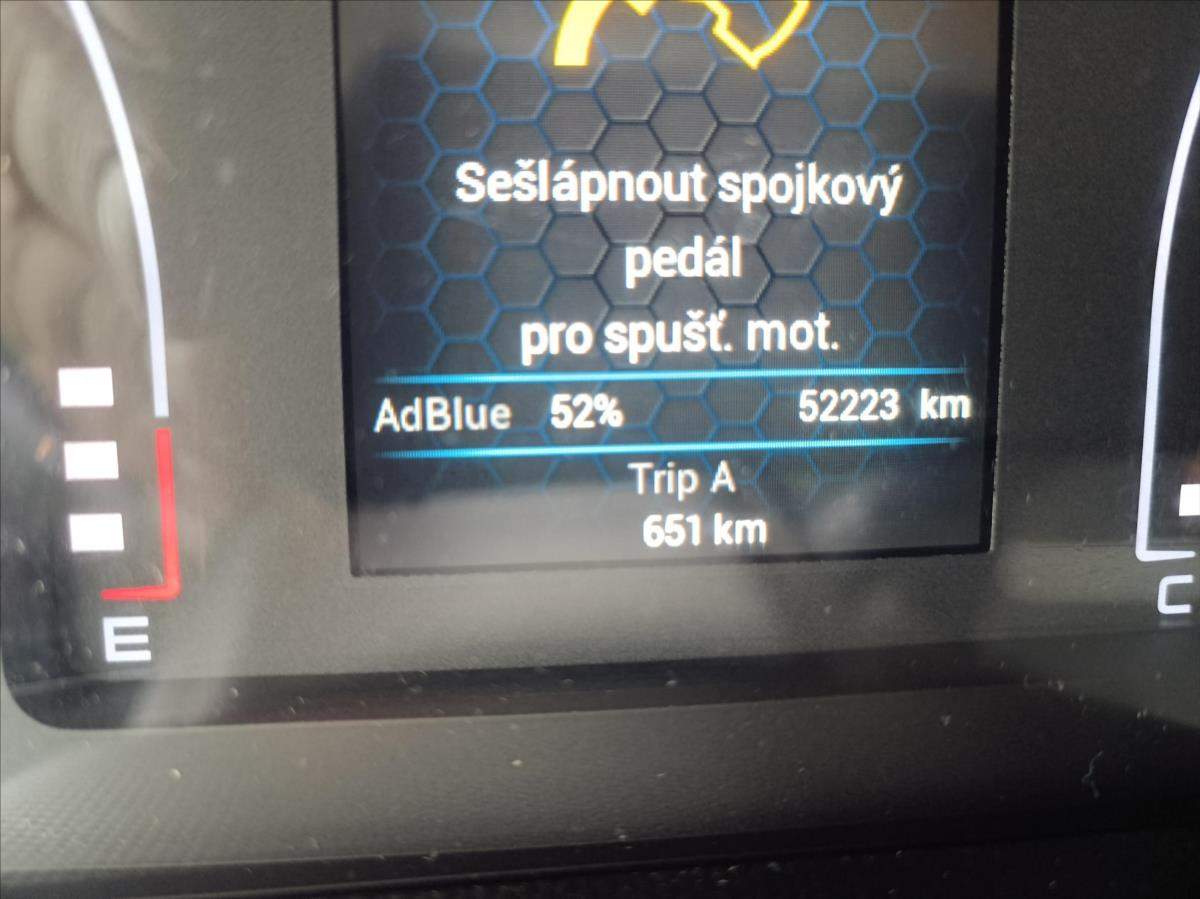 Sešlápnout spojkový
pedál
pro spušť. mot.
AdBlue 52% 52223 km
Trip A
651 km
E
C